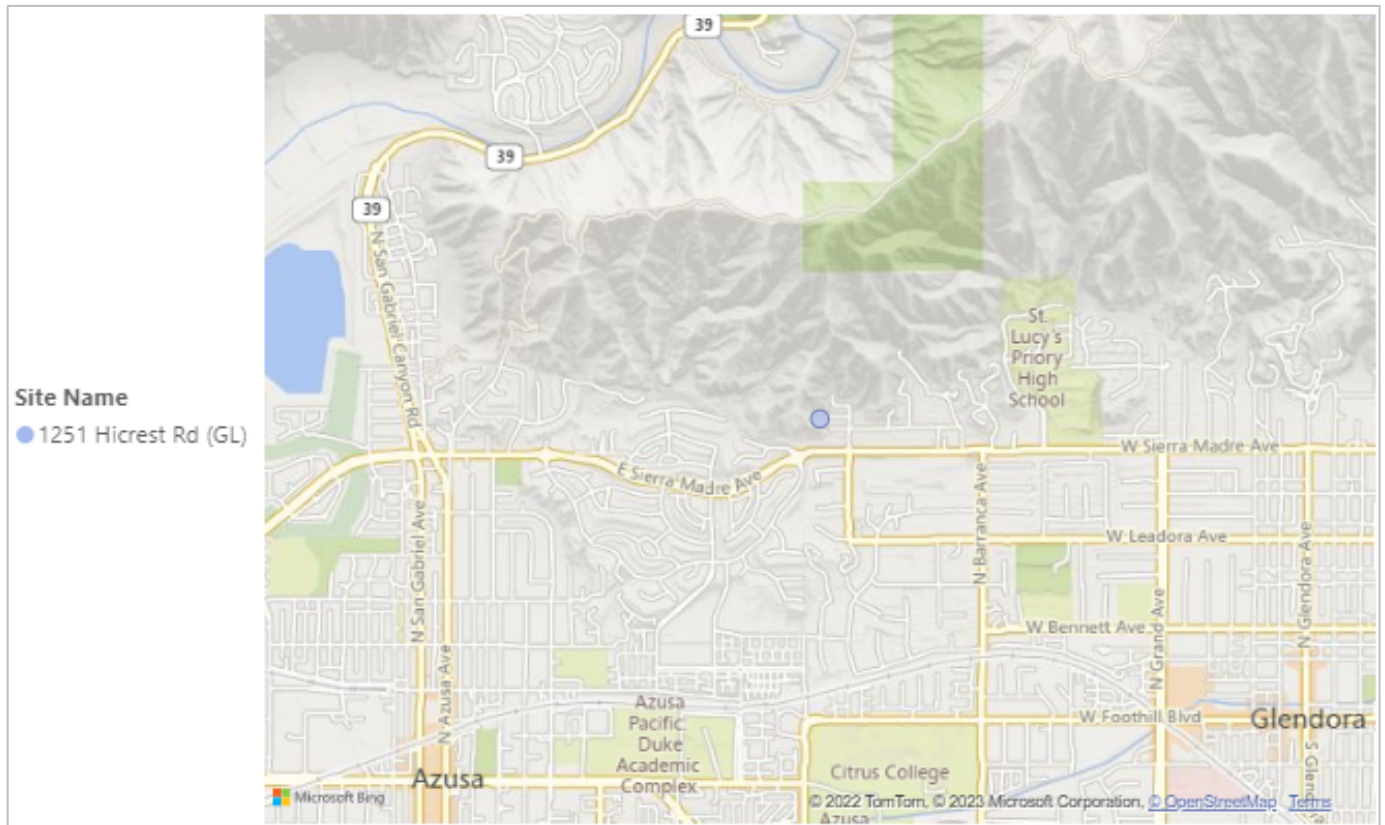 39
39
39
N San Gabriel Canyon Rd
St.
Lucy's
Priory
High
School
Site Name
1251 Hicrest Rd (GL)
W Sierra Madre Ave
E Sierra Madre Ave
N Barranca Ave
W Leadora Ave
N San Gabriel Ave
N Glendora Ave
W Bennett Ave
N Grand Ave
N Azusa Ave
Azusa
Pacific
Duke
Academic
Complex
W Foothill Blvd
Glendora
Citrus College
Azusa
S Glen
Microsoft Bing
© 2022 TomTom, © 2023 Microsoft Corporation, © OpenStreetMap Terms
Azusa